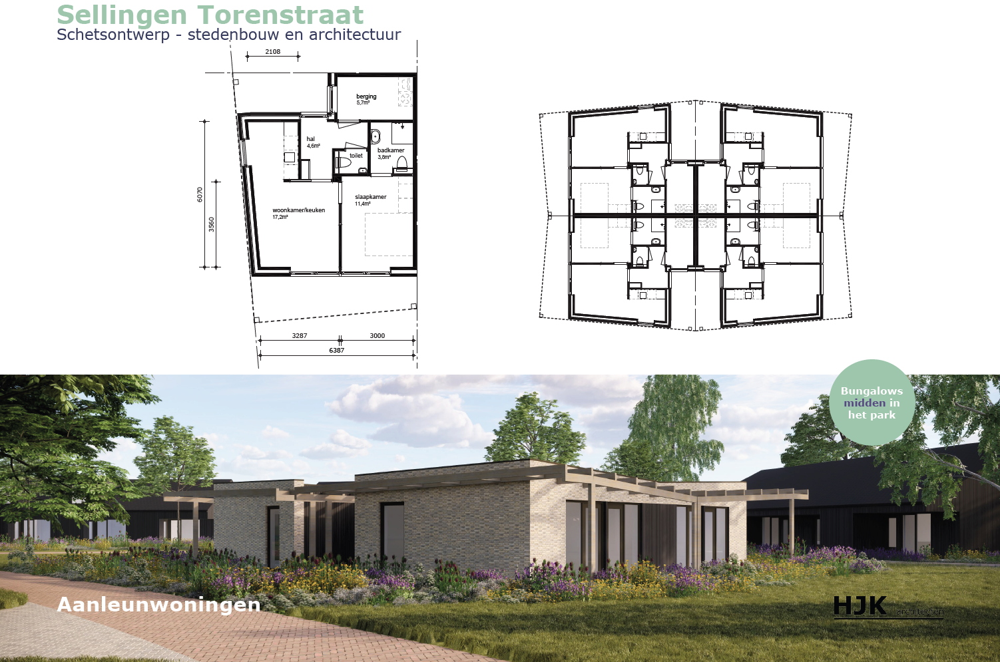 Sellingen Torenstraat
Schetsontwerp - stedenbouw en architectuur
2108
berging
5,7m²
hal
4,6m²
toilet
badkamer
3,8m²
6070
3560
slaapkamer
11,4m²
woonkamer/keuken
17,2m²
3287
3000
6387
Bungalows
midden in
het park
Aanleunwoningen
HJK architecten